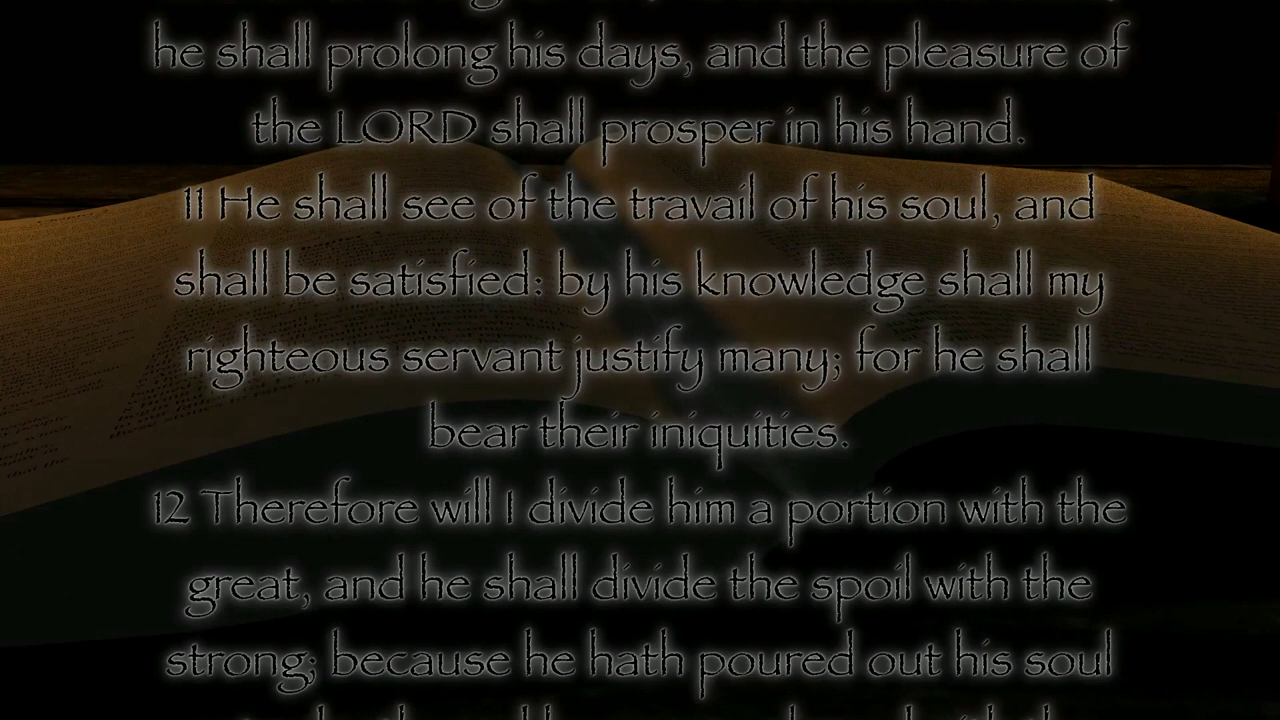 he shall prolong his days, and the pleasure of
the LORD shall prosper in his hand.
11 He shall see of the travail of his soul, and
shall be satisfied: by his knowledge shall my
righteous servant justify many; for he shall
bear their iniquities.
12 Therefore will I divide him a portion with the
great, and he shall divide the spoil with the
strong; because he hath poured out his soul